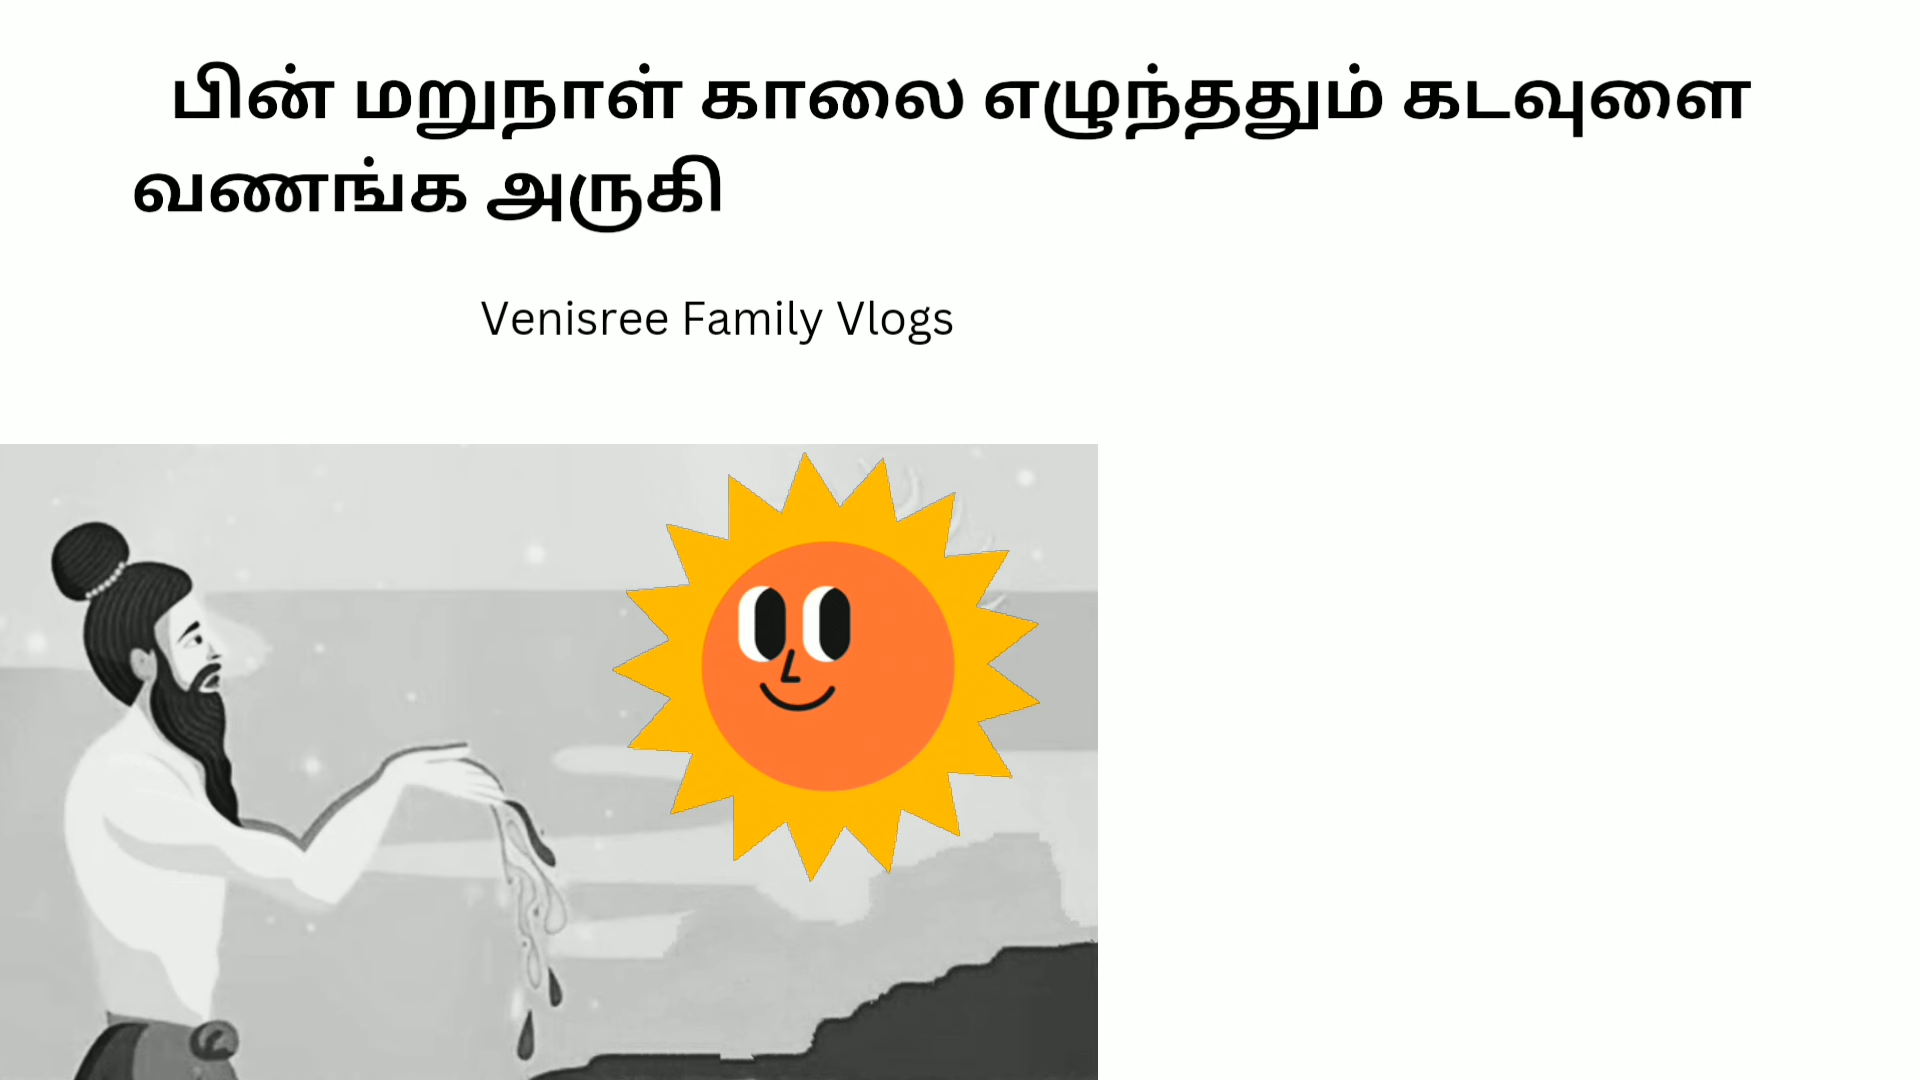 பின் மறுநாள் காலை எழுந்ததும் கடவுளை
வணங்க அருகி
Venisree Family Vlogs